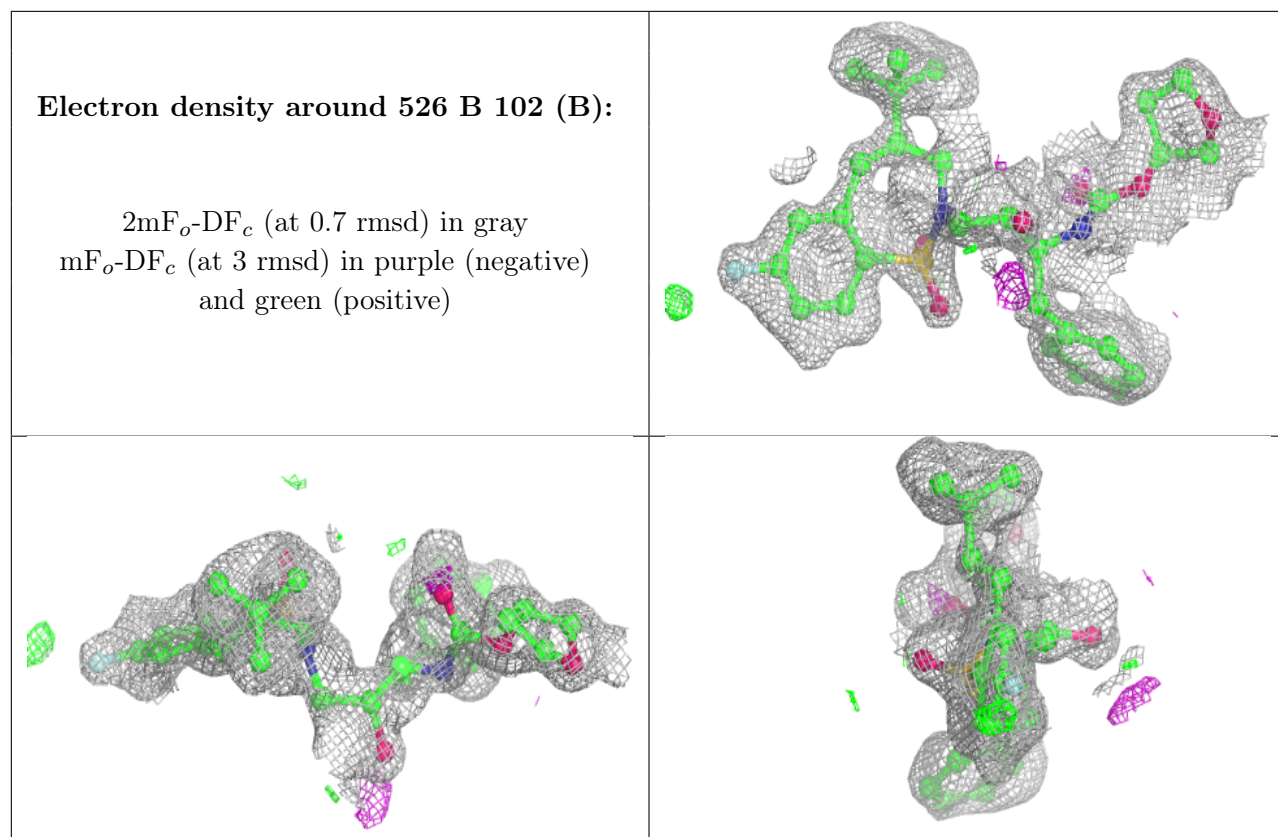 Electron density around 526 B 102 (B):
2mFₒ-DF𝒸 (at 0.7 rmsd) in gray
mFₒ-DF𝒸 (at 3 rmsd) in purple (negative)
and green (positive)